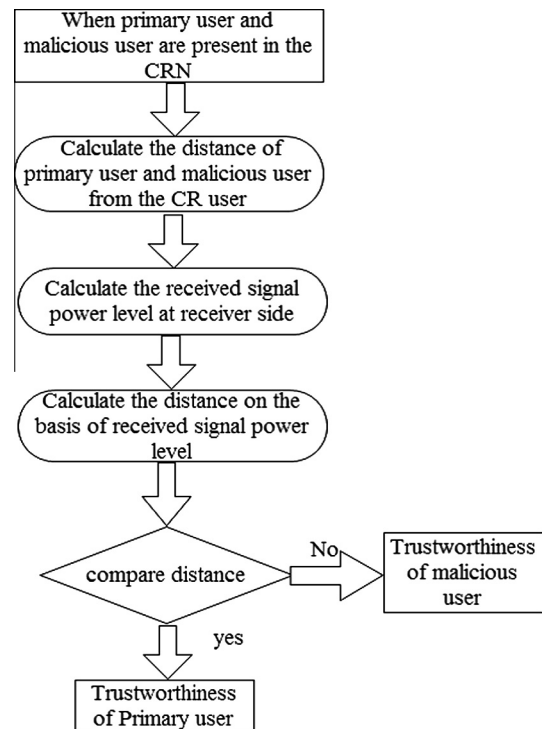 When primary user and
malicious user are present in the
CRN
Calculate the distance of
primary user and malicious user
from the CR user
Calculate the received signal
power level at receiver side
Calculate the distance on the
basis of received signal power
level
compare distance
No
Trustworthiness
of malicious
user
yes
Trustworthiness
of Primary user